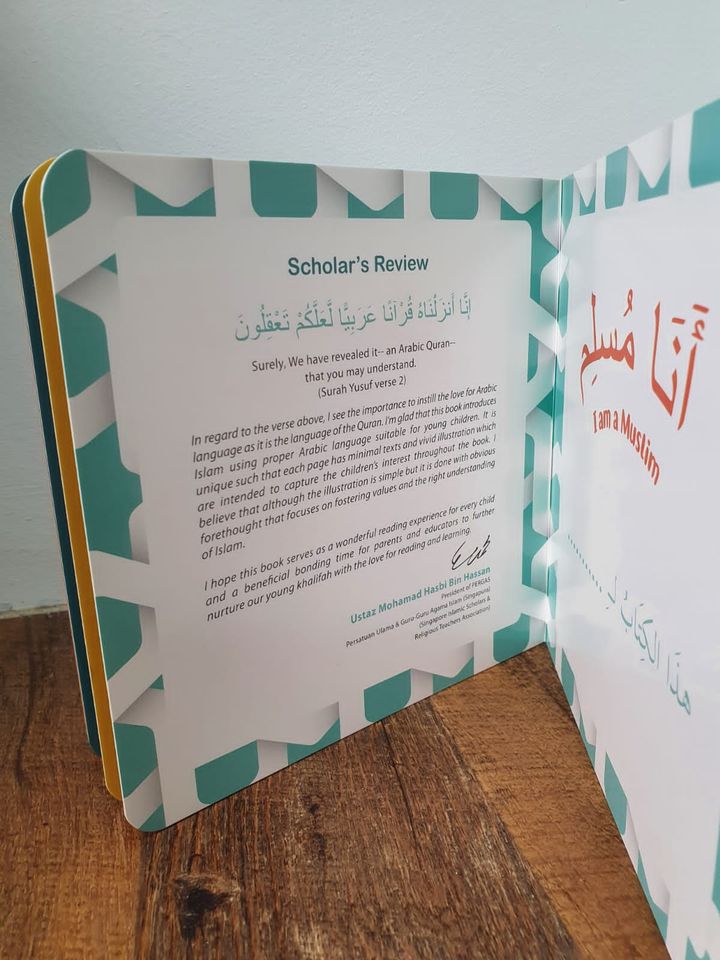 Scholar's Review
إِنَّا أَنزَلْنَاهُ قُرْآنًا عَرَبِيًّا لَّعَلَّكُمْ تَعْقِلُونَ
Surely, We have revealed it-- an Arabic Quran--
that you may understand.
(Surah Yusuf verse 2)
In regard to the verse above, I see the importance to instill the love for Arabic
language as it is the language of the Quran. I'm glad that this book introduces
Islam using proper Arabic language suitable for young children. It is
unique such that each page has minimal texts and vivid illustration which
are intended to capture the children's interest throughout the book. I
believe that although the illustration is simple but it is done with obvious
forethought that focuses on fostering values and the right understanding
of Islam.
I hope this book serves as a wonderful reading experience for every child
and a beneficial bonding time for parents and educators to further
nurture our young khalifah with the love for reading and learning.
Ustaz Mohamad Hasbi Bin Hassan
President of PERGAS
Persatuan Ulama & Guru-Guru Agama Islam (Singapura)
(Singapore Islamic Scholars &
Religious Teachers Association)
أَنَا مُسلِم
I am a Muslim
هذَا الكِتَابُ لِـ ...........